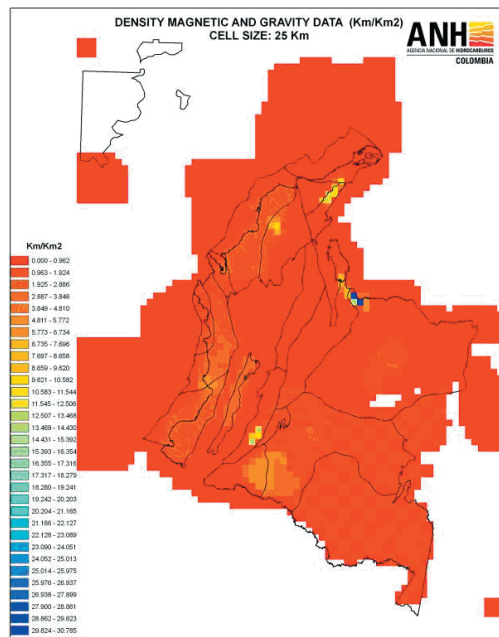 DENSITY MAGNETIC AND GRAVITY DATA (Km/Km2)
CELL SIZE: 25 Km
ANH
AGENCIA NACIONAL DE HIDROCARBUROS
COLOMBIA
Km/Km2
0.000 - 0.962
0.963 - 1.924
1.925 - 2.886
2.887 - 3.848
3.849 - 4.810
4.811 - 5.772
5.773 - 6.734
6.735 - 7.696
7.697 - 8.658
8.659 - 9.620
9.621 - 10.582
10.583 - 11.544
11.545 - 12.506
12.507 - 13.468
13.469 - 14.430
14.431 - 15.392
15.393 - 16.354
16.355 - 17.316
17.317 - 18.279
18.280 - 19.241
19.242 - 20.203
20.204 - 21.165
21.166 - 22.127
22.128 - 23.089
23.090 - 24.051
24.052 - 25.013
25.014 - 25.975
25.976 - 26.937
26.938 - 27.899
27.900 - 28.861
28.862 - 29.823
29.824 - 30.785